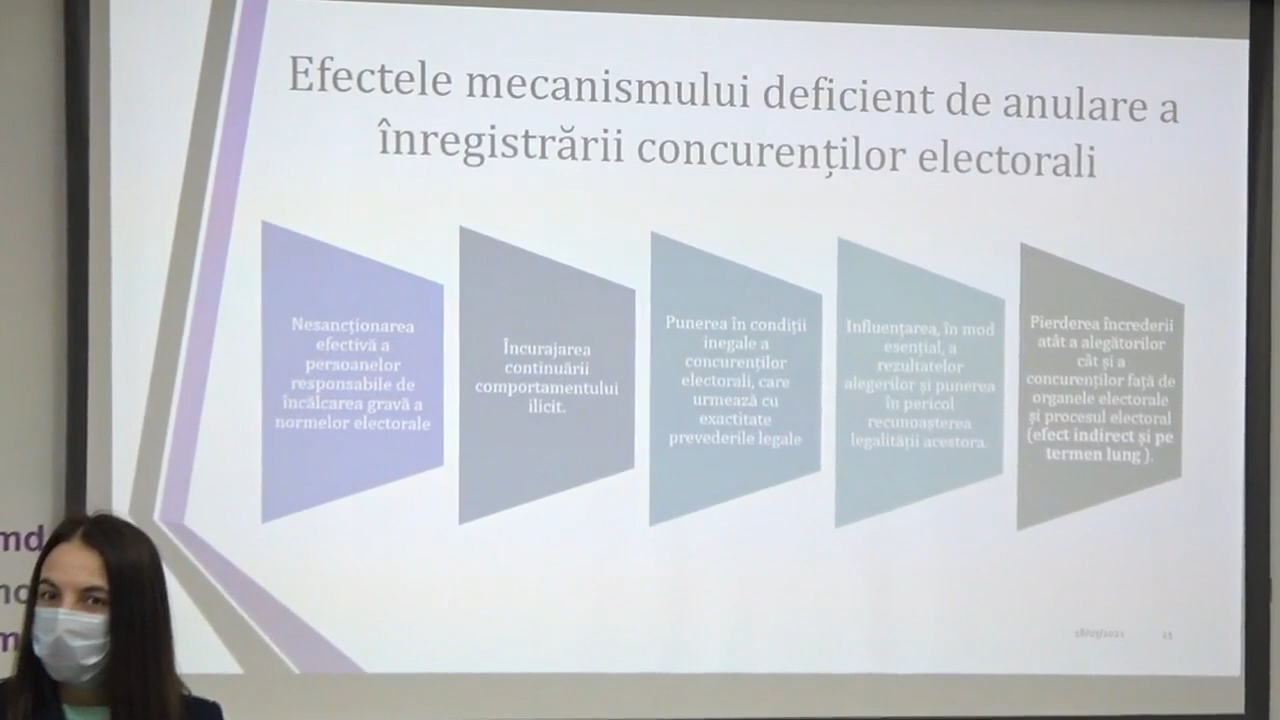 Efectele mecanismului deficient de anulare a
înregistrării concurenților electorali
Nesancționarea
efectivă a
persoanelor
responsabile de
încălcarea gravă a
normelor electorale
Încurajarea
continuării
comportamentului
ilicit.
Punerea în condiții
inegale a
concurenților
electorali, care
urmează cu
exactitate
prevederile legale
Influențarea, în mod
esențial, a
rezultatelor
alegerilor și punerea
în pericol
recunoașterea
legalității acestora.
Pierderea încrederii
atât a alegătorilor
cât și a
concurenților față de
organele electorale
și procesul electoral
(efect indirect și pe
termen lung ).
md
m